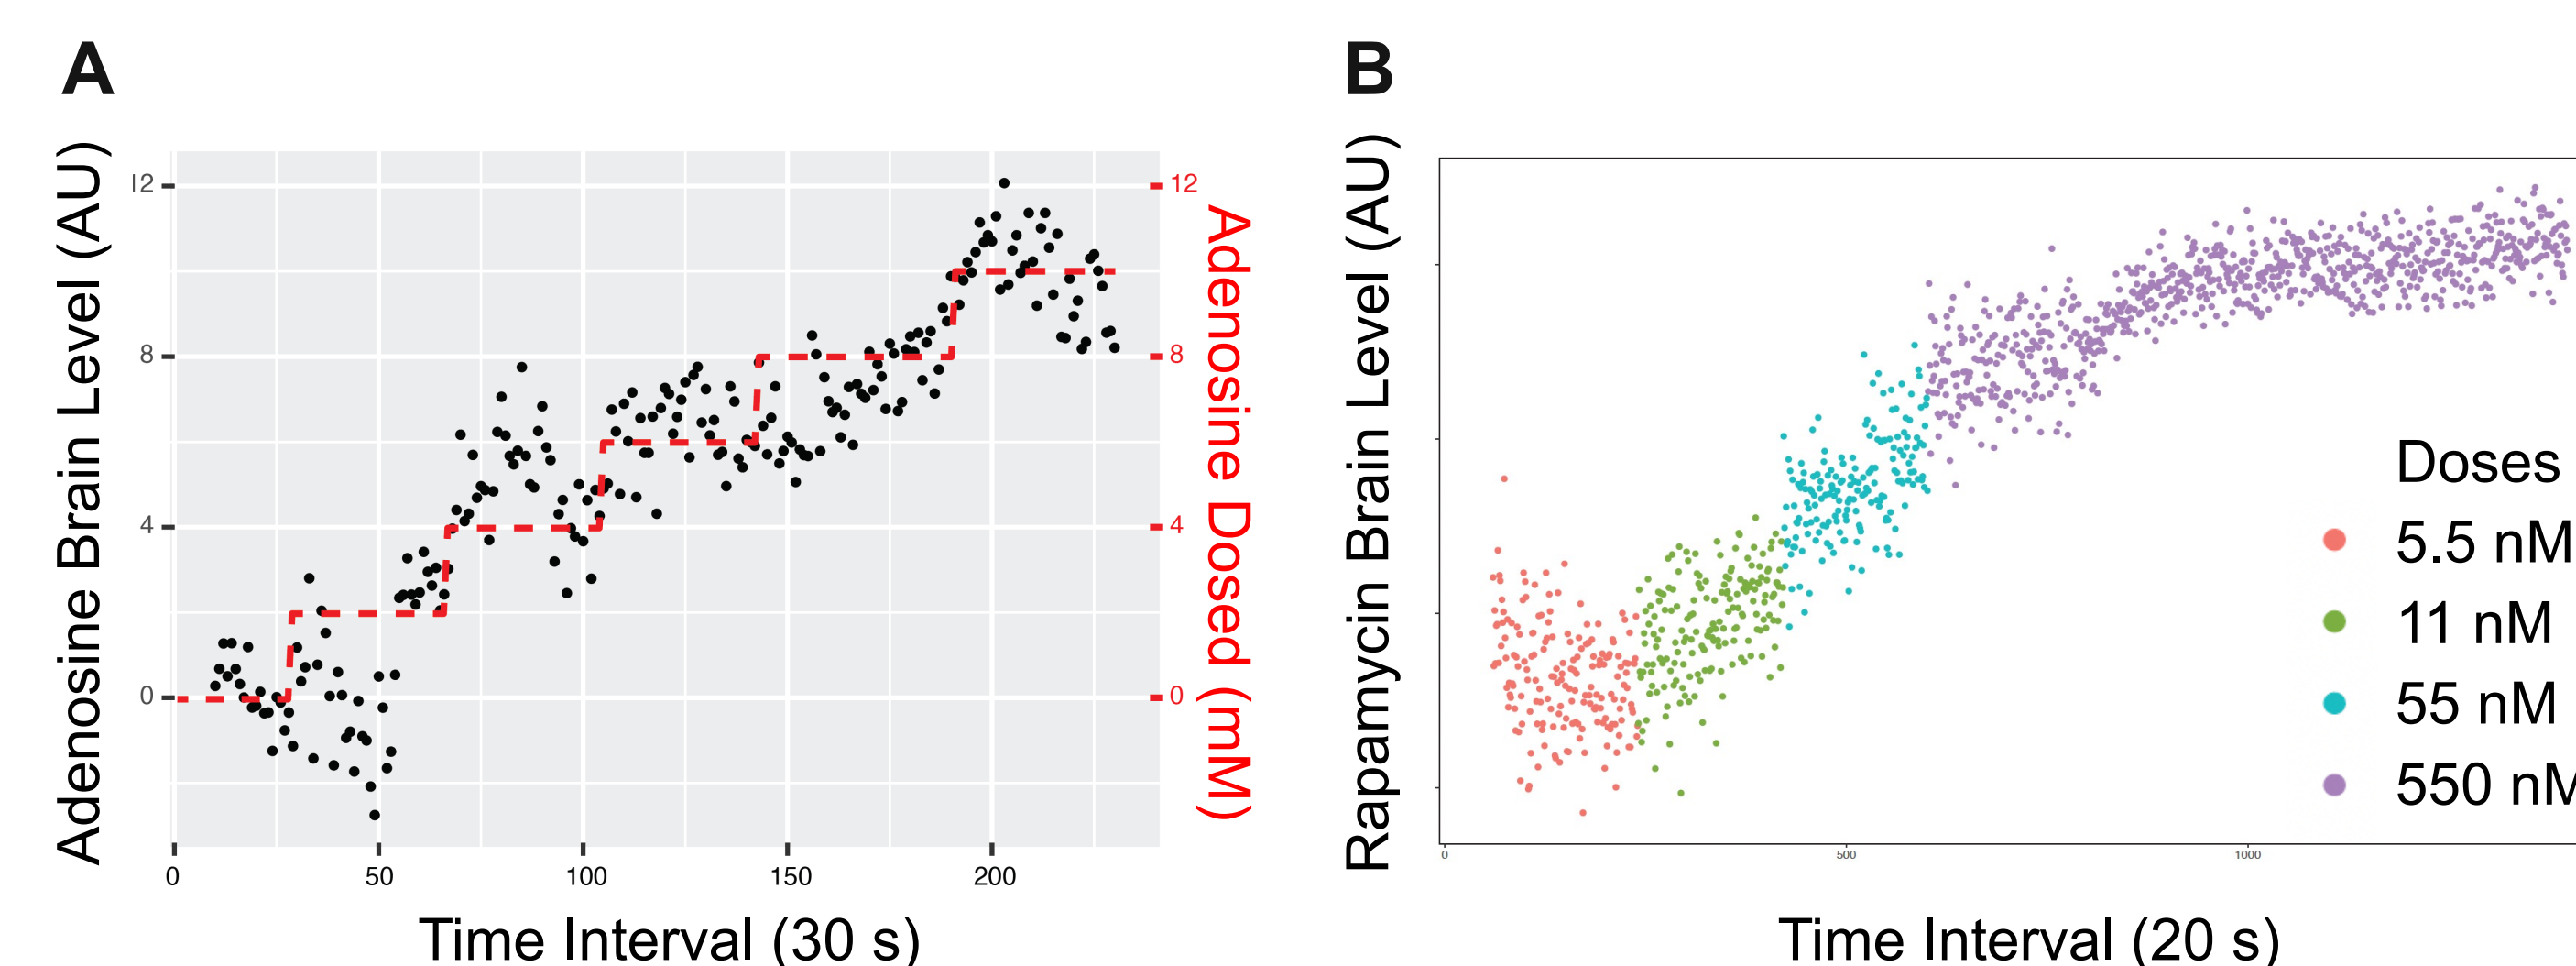 A
B
Adenosine Brain Level (AU)
12
8
4
0
12
8
4
0
Adenosine Dosed (mM)
0
50
100
150
200
Time Interval (30 s)
Rapamycin Brain Level (AU)
Doses
5.5 nM
11 nM
55 nM
550 nM
0
500
1000
Time Interval (20 s)